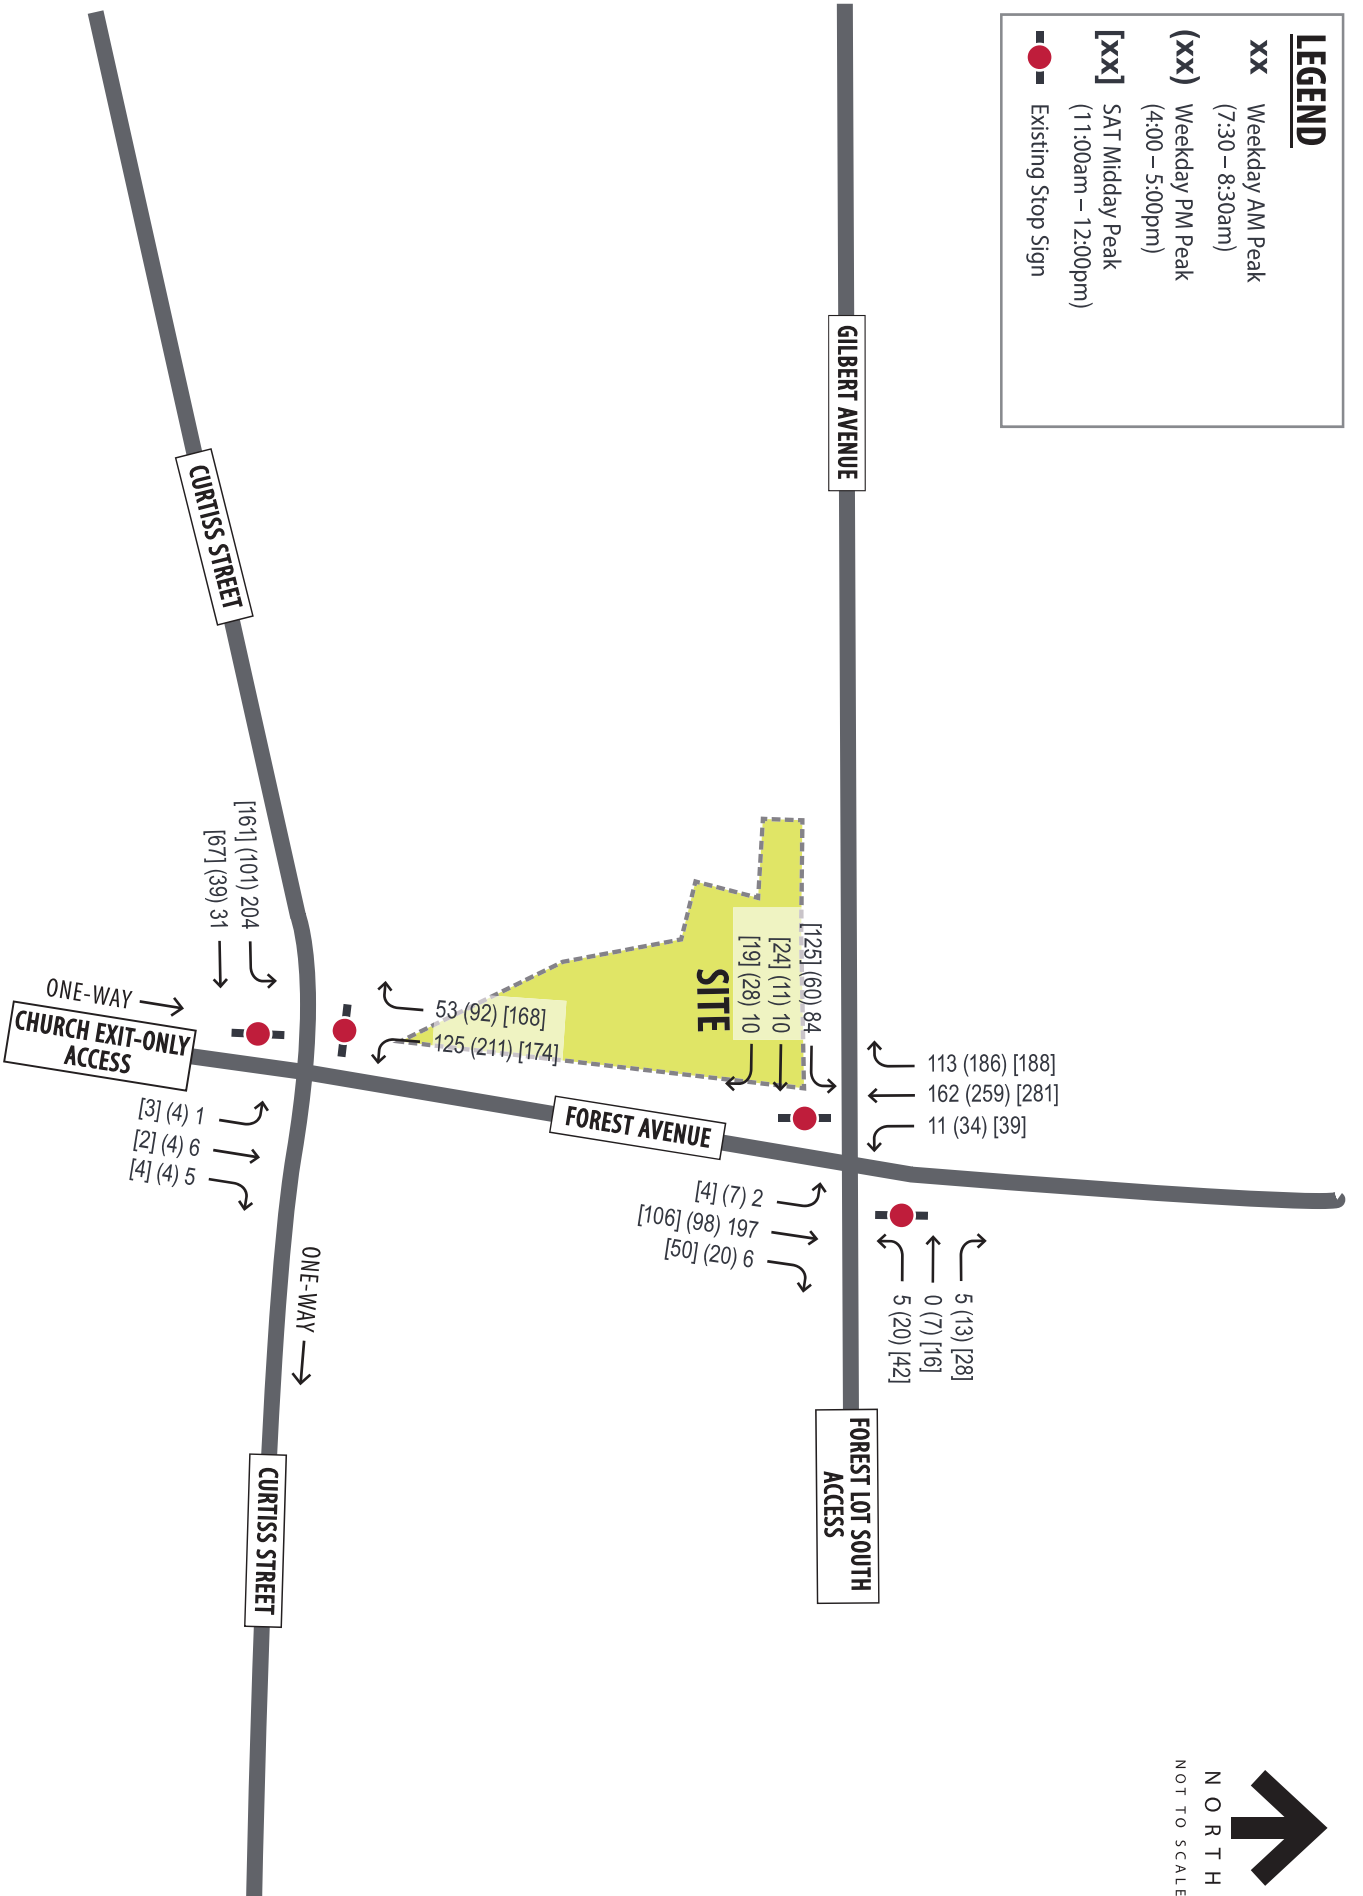 LEGEND
xx Weekday AM Peak
(7:30 – 8:30am)
(xx) Weekday PM Peak
(4:00 – 5:00pm)
[xx] SAT Midday Peak
(11:00am – 12:00pm)
Existing Stop Sign
GILBERT AVENUE
CURTISS STREET
[125] (60) 84
[24] (11) 10
[19] (28) 10
SITE
113 (186) [188]
162 (259) [281]
11 (34) [39]
[161] (101) 204
[67] (39) 31
53 (92) [168]
125 (211) [174]
ONE-WAY
CHURCH EXIT-ONLY
ACCESS
FOREST AVENUE
[3] (4) 1
[2] (4) 6
[4] (4) 5
[4] (7) 2
[106] (98) 197
[50] (20) 6
5 (13) [28]
0 (7) [16]
5 (20) [42]
ONE-WAY
FOREST LOT SOUTH
ACCESS
CURTISS STREET
NORTH
NOT TO SCALE